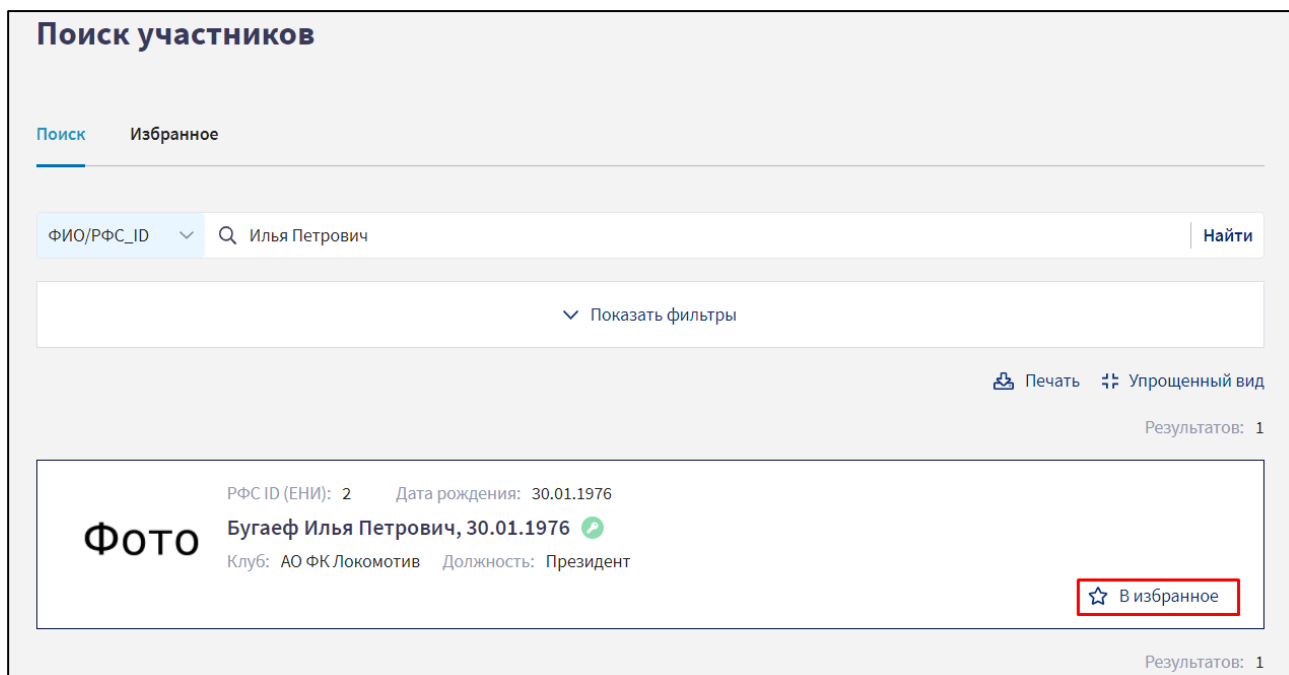 Поиск участников
Поиск Избранное
ФИО/РФС_ID Илья Петрович Найти
Показать фильтры
Печать Упрощенный вид
Результатов: 1
РФС ID (ЕНИ): 2 Дата рождения: 30.01.1976
Фото
Бугаеф Илья Петрович, 30.01.1976
Клуб: АО ФК Локомотив Должность: Президент
В избранное
Результатов: 1